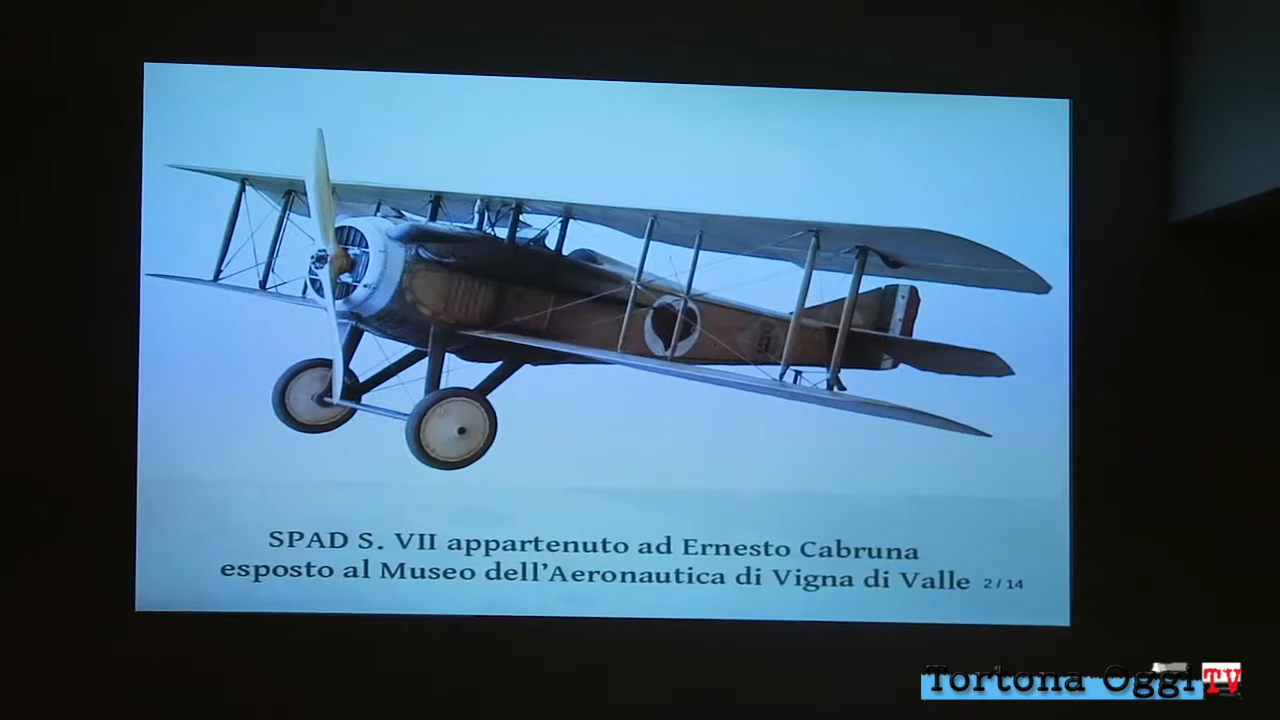 SPAD S. VII appartenuto ad Ernesto Cabruna
esposto al Museo dell'Aeronautica di Vigna di Valle 2 / 14
Tortona Oggi TV